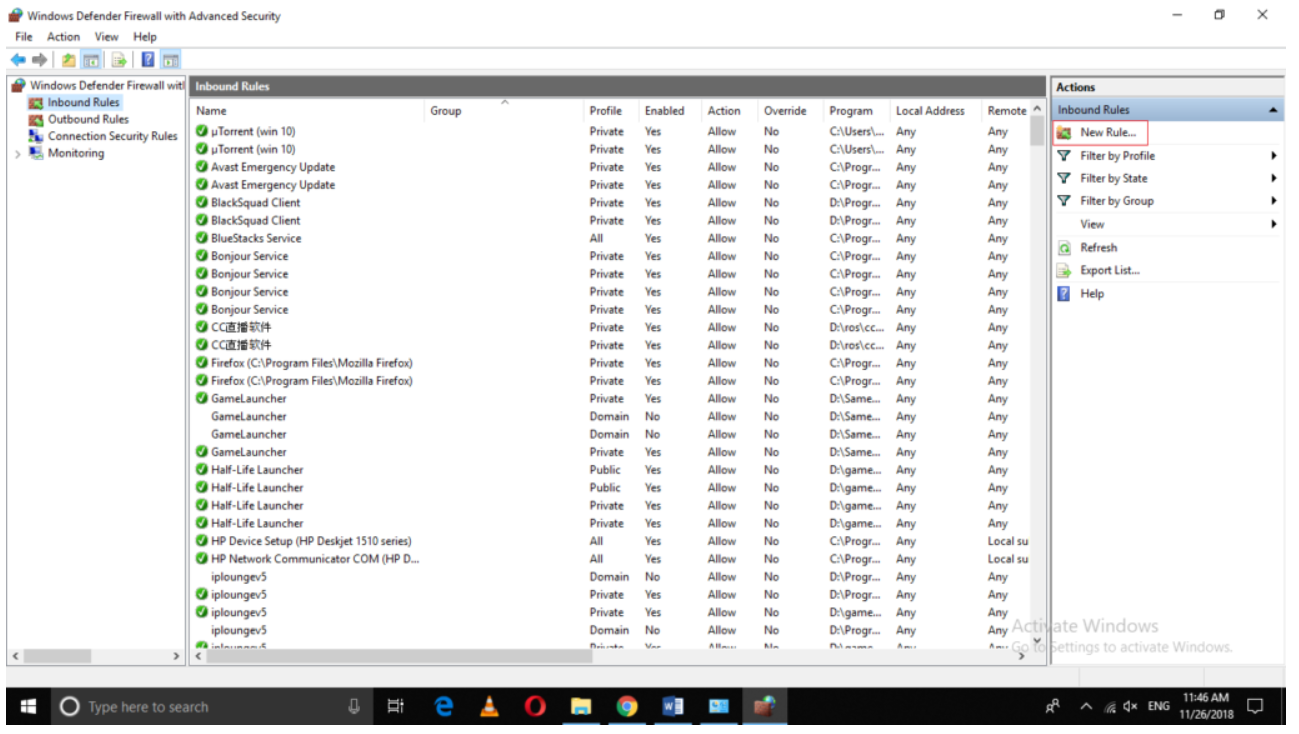 Windows Defender Firewall with Advanced Security
File Action View Help
Windows Defender Firewall wit
Inbound Rules
Outbound Rules
Connection Security Rules
Monitoring
Inbound Rules
Name Group Profile Enabled Action Override Program Local Address Remote
µTorrent (win 10) Private Yes Allow No C:\Users\... Any Any
µTorrent (win 10) Private Yes Allow No C:\Users\... Any Any
Avast Emergency Update Private Yes Allow No C:\Progr... Any Any
Avast Emergency Update Private Yes Allow No C:\Progr... Any Any
BlackSquad Client Private Yes Allow No D:\Progr... Any Any
BlackSquad Client Private Yes Allow No D:\Progr... Any Any
BlueStacks Service All Yes Allow No C:\Progr... Any Any
Bonjour Service Private Yes Allow No C:\Progr... Any Any
Bonjour Service Private Yes Allow No C:\Progr... Any Any
Bonjour Service Private Yes Allow No C:\Progr... Any Any
Bonjour Service Private Yes Allow No C:\Progr... Any Any
CC直播软件 Private Yes Allow No D:\ros\cc... Any Any
CC直播软件 Private Yes Allow No D:\ros\cc... Any Any
Firefox (C:\Program Files\Mozilla Firefox) Private Yes Allow No C:\Progr... Any Any
Firefox (C:\Program Files\Mozilla Firefox) Private Yes Allow No C:\Progr... Any Any
GameLauncher Private Yes Allow No D:\Same... Any Any
GameLauncher Domain No Allow No D:\Same... Any Any
GameLauncher Domain No Allow No D:\Same... Any Any
GameLauncher Private Yes Allow No D:\Same... Any Any
Half-Life Launcher Public Yes Allow No D:\game... Any Any
Half-Life Launcher Public Yes Allow No D:\game... Any Any
Half-Life Launcher Private Yes Allow No D:\game... Any Any
Half-Life Launcher Private Yes Allow No D:\game... Any Any
HP Device Setup (HP Deskjet 1510 series) All Yes Allow No C:\Progr... Any Local su
HP Network Communicator COM (HP D... All Yes Allow No C:\Progr... Any Local su
iploungev5 Domain No Allow No D:\Progr... Any Any
iploungev5 Private Yes Allow No D:\Progr... Any Any
iploungev5 Private Yes Allow No D:\game... Any Any
iploungev5 Domain No Allow No D:\Progr... Any Any
iploungev5 Private Yes Allow No D:\game... Any Any
Actions
Inbound Rules
New Rule...
Filter by Profile
Filter by State
Filter by Group
View
Refresh
Export List...
Help
Activate Windows
Go to Settings to activate Windows.
Type here to search
ENG
11:46 AM
11/26/2018